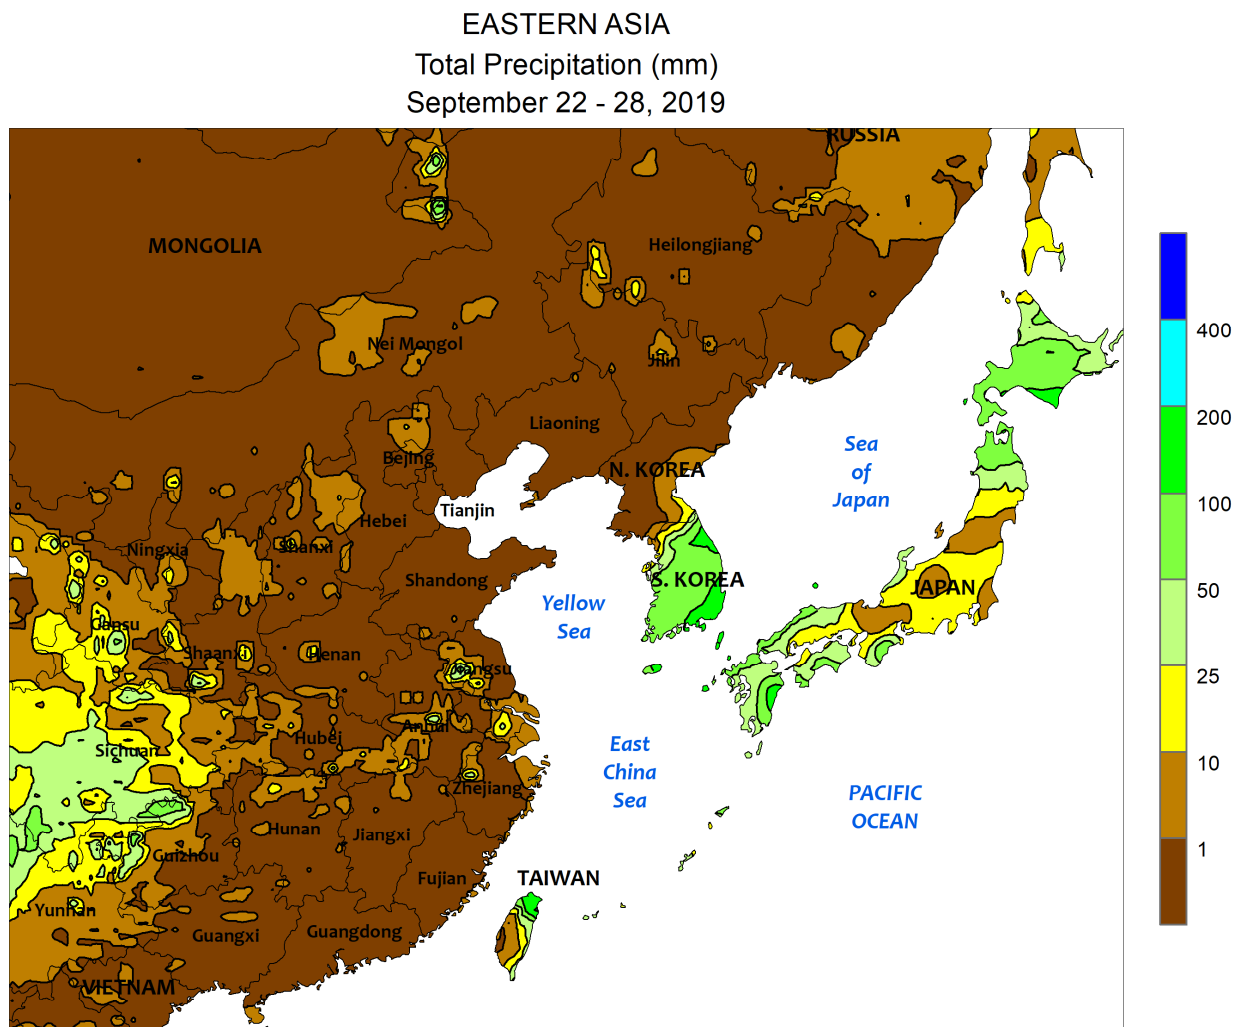 EASTERN ASIA
Total Precipitation (mm)
September 22 - 28, 2019
RUSSIA
MONGOLIA
Heilongjiang
Nei Mongol
Jilin
Liaoning
Bejing
N. KOREA
Tianjin
Hebei
Ningxia
Shanxi
Shandong
S. KOREA
JAPAN
Sea
of
Japan
Yellow
Sea
Gansu
Shaanxi
Henan
Jiangsu
Anhui
Hubei
Sichuan
East
China
Sea
Zhejiang
PACIFIC
OCEAN
Hunan
Jiangxi
Guizhou
Fujian
TAIWAN
Yunnan
Guangxi
Guangdong
VIETNAM
400
200
100
50
25
10
1